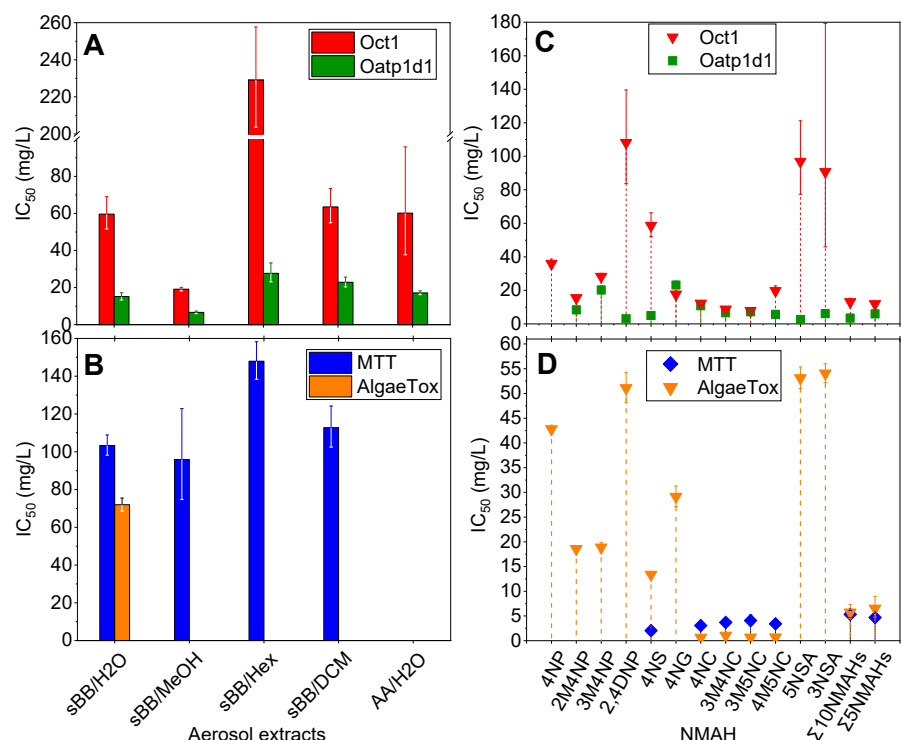 A
Oct1
Oatp1d1
IC50 (mg/L)
260
250
240
230
220
210
200
80
60
40
20
0
B
MTT
AlgaeTox
IC50 (mg/L)
160
140
120
100
80
60
40
20
0
sBB/H2O
sBB/MeOH
sBB/Hex
sBB/DCM
AA/H2O
Aerosol extracts
C
Oct1
Oatp1d1
IC50 (mg/L)
180
160
140
120
100
80
60
40
20
0
D
MTT
AlgaeTox
IC50 (mg/L)
60
55
50
45
40
35
30
25
20
15
10
5
0
4NP
2M4NP
3M4NP
2,4DNP
4NS
4NG
4NC
3M4NC
3M5NC
4M5NC
5NSA
3NSA
Σ10NMAHs
Σ5NMAHs
NMAH